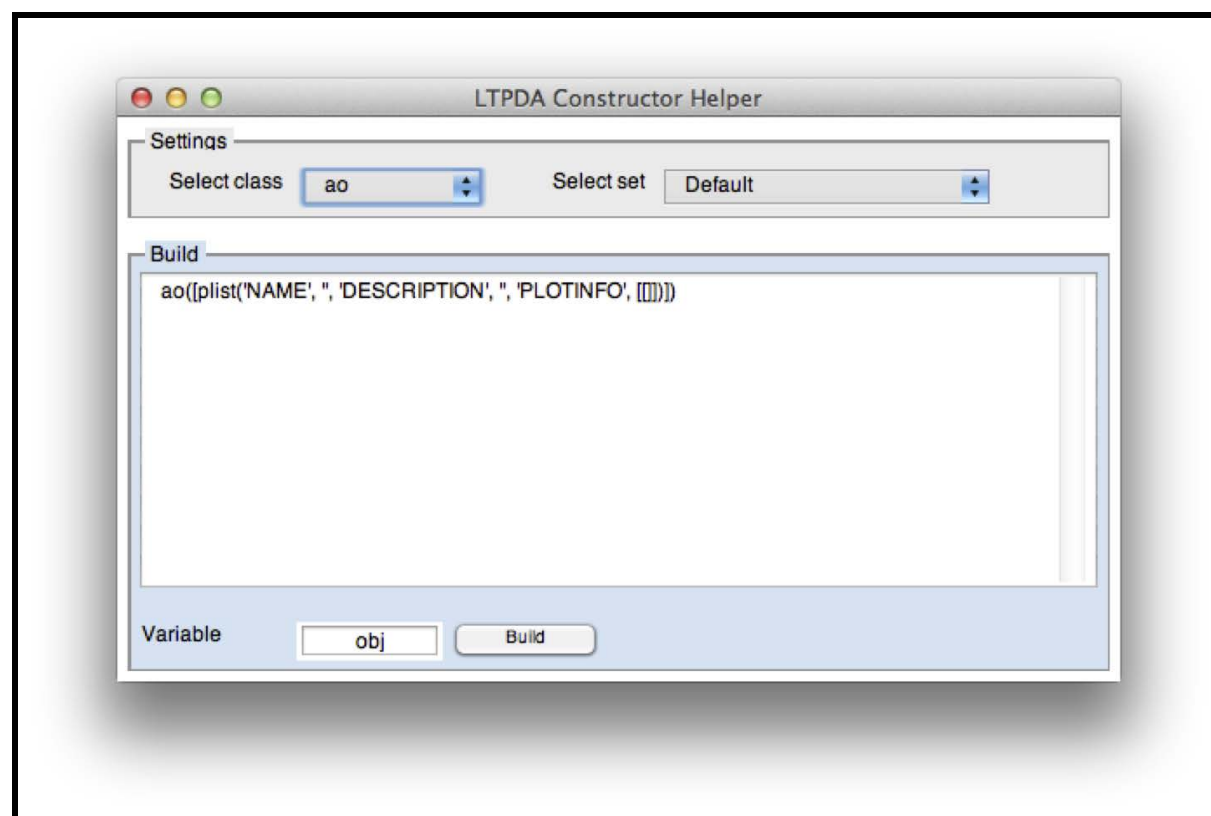 LTPDA Constructor Helper
Settings
Select class ao Select set Default
Build
ao([plist('NAME', '', 'DESCRIPTION', '', 'PLOTINFO', [[]])])
Variable obj Build